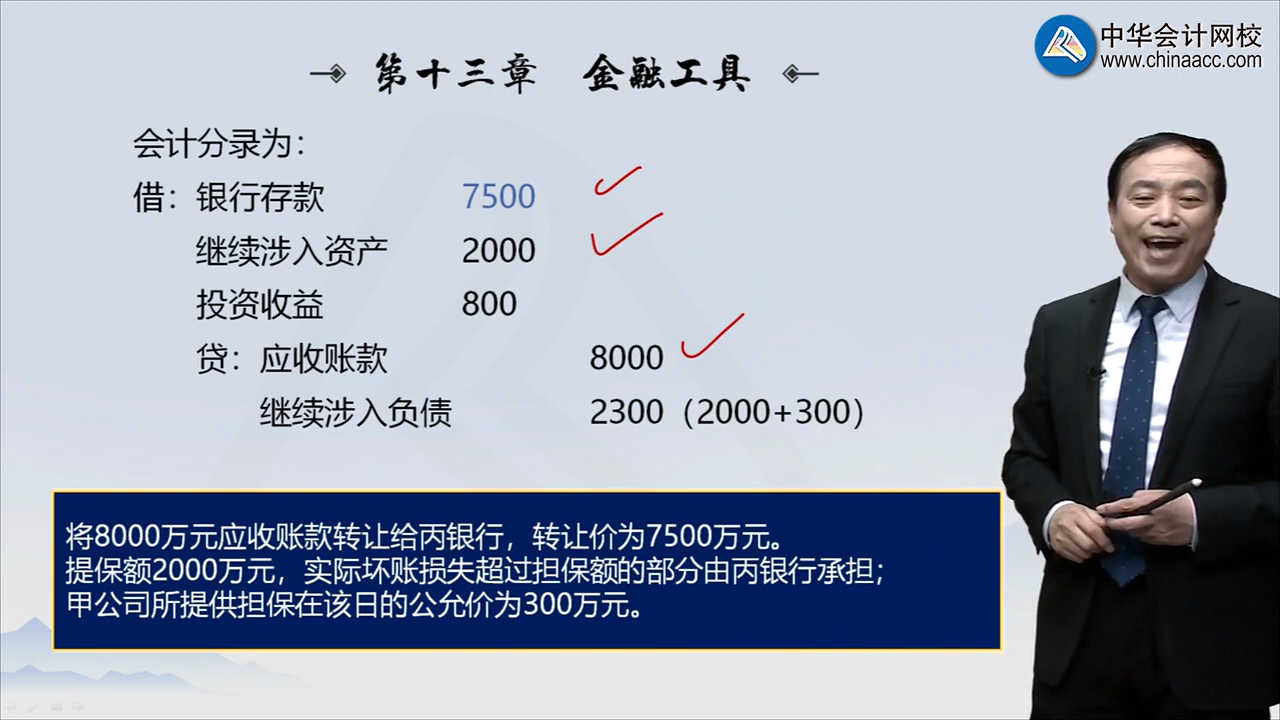 中华会计网校
www.chinaacc.com
第十三章 金融工具
会计分录为：
借：银行存款 7500
继续涉入资产 2000
投资收益 800
贷：应收账款 8000
继续涉入负债 2300（2000+300）
将8000万元应收账款转让给丙银行，转让价为7500万元。
提保额2000万元，实际坏账损失超过担保额的部分由丙银行承担；
甲公司所提供担保在该日的公允价为300万元。